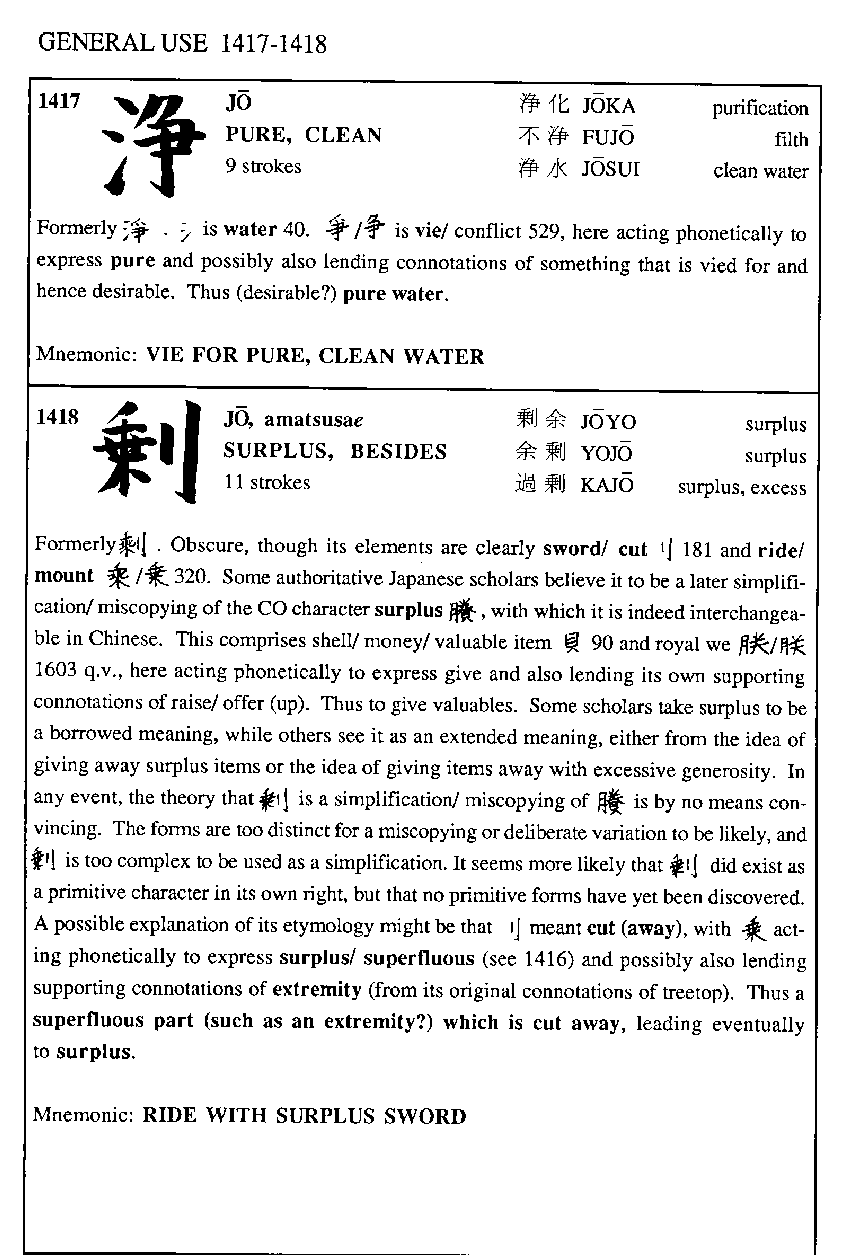 GENERAL USE 1417-1418
1417 浄 JŌ 浄化 JŌKA purification
PURE, CLEAN 不浄 FUJŌ filth
9 strokes 浄水 JŌSUI clean water
Formerly 淨 . 氵 is water 40. 爭/争 is vie/ conflict 529, here acting phonetically to
express pure and possibly also lending connotations of something that is vied for and
hence desirable. Thus (desirable?) pure water.
Mnemonic: VIE FOR PURE, CLEAN WATER
1418 剰 JŌ, amatsusae 剰余 JŌYO surplus
SURPLUS, BESIDES 余剰 YOJŌ surplus
11 strokes 過剰 KAJŌ surplus, excess
Formerly 剩 . Obscure, though its elements are clearly sword/ cut 刂 181 and ride/
mount 乘/乗 320. Some authoritative Japanese scholars believe it to be a later simplifi-
cation/ miscopying of the CO character surplus 賸 , with which it is indeed interchangea-
ble in Chinese. This comprises shell/ money/ valuable item 貝 90 and royal we 朕/朕
1603 q.v., here acting phonetically to express give and also lending its own supporting
connotations of raise/ offer (up). Thus to give valuables. Some scholars take surplus to be
a borrowed meaning, while others see it as an extended meaning, either from the idea of
giving away surplus items or the idea of giving items away with excessive generosity. In
any event, the theory that 剰 is a simplification/ miscopying of 賸 is by no means con-
vincing. The forms are too distinct for a miscopying or deliberate variation to be likely, and
剰 is too complex to be used as a simplification. It seems more likely that 剰 did exist as
a primitive character in its own right, but that no primitive forms have yet been discovered.
A possible explanation of its etymology might be that 刂 meant cut (away), with 乗 act-
ing phonetically to express surplus/ superfluous (see 1416) and possibly also lending
supporting connotations of extremity (from its original connotations of treetop). Thus a
superfluous part (such as an extremity?) which is cut away, leading eventually
to surplus.
Mnemonic: RIDE WITH SURPLUS SWORD